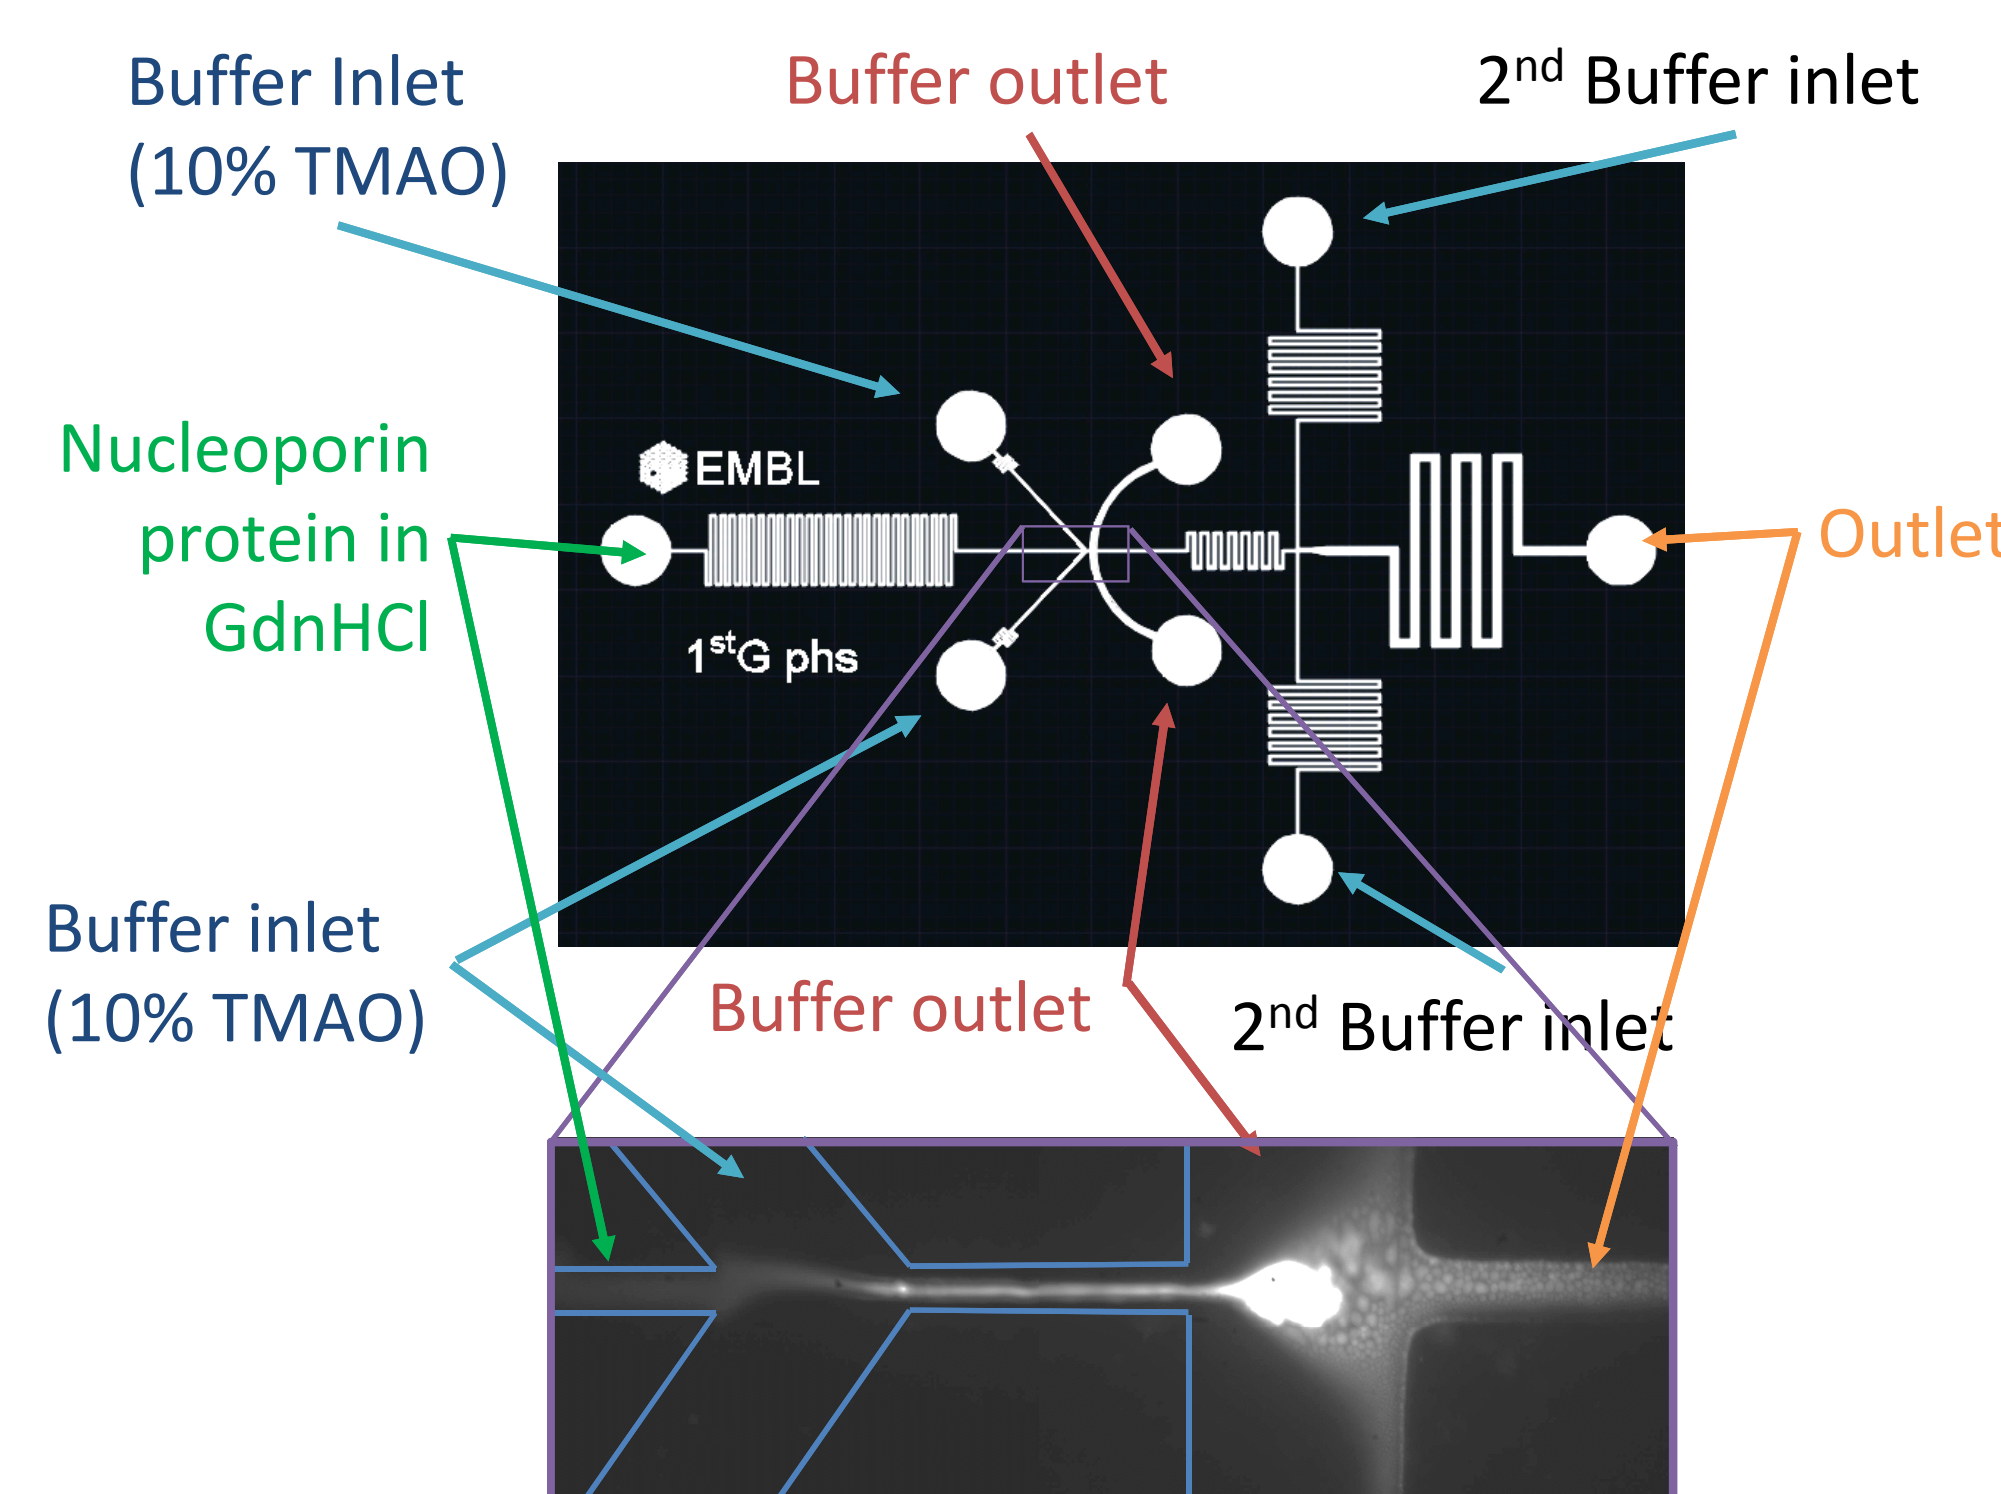 Buffer Inlet
(10% TMAO)
Buffer outlet
2nd Buffer inlet
Nucleoporin
protein in
GdnHCl
EMBL
1stG phs
Outlet
Buffer inlet
(10% TMAO)
Buffer outlet
2nd Buffer inlet